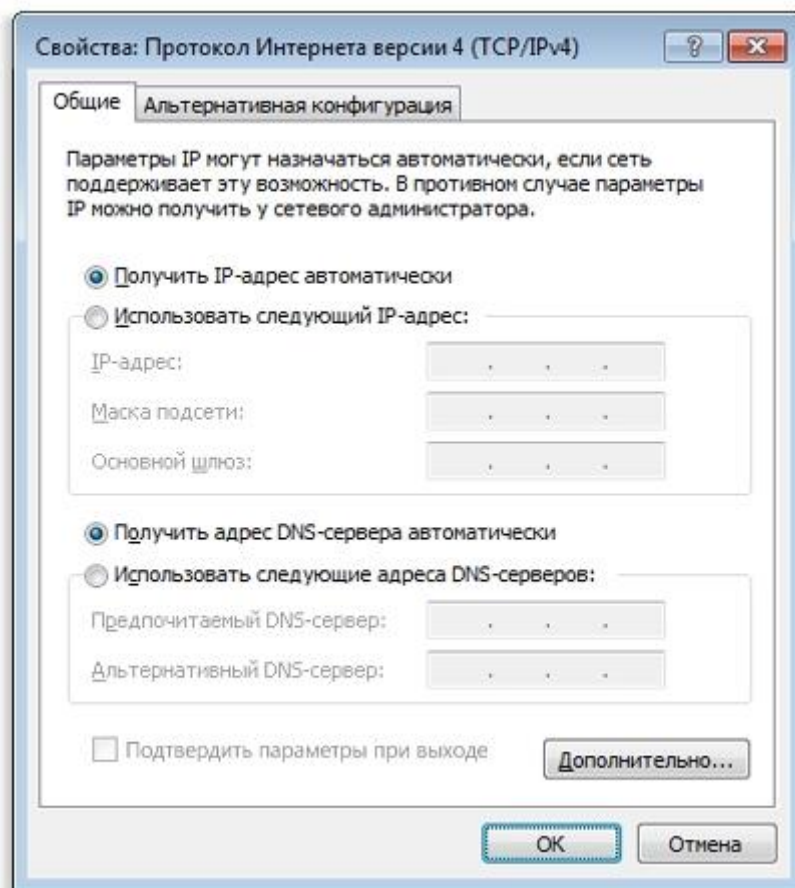 Свойства: Протокол Интернета версии 4 (TCP/IPv4)
Общие
Альтернативная конфигурация
Параметры IP могут назначаться автоматически, если сеть
поддерживает эту возможность. В противном случае параметры
IP можно получить у сетевого администратора.
Получить IP-адрес автоматически
Использовать следующий IP-адрес:
IP-адрес:
Маска подсети:
Основной шлюз:
Получить адрес DNS-сервера автоматически
Использовать следующие адреса DNS-серверов:
Предпочитаемый DNS-сервер:
Альтернативный DNS-сервер:
Подтвердить параметры при выходе
Дополнительно...
ОК
Отмена